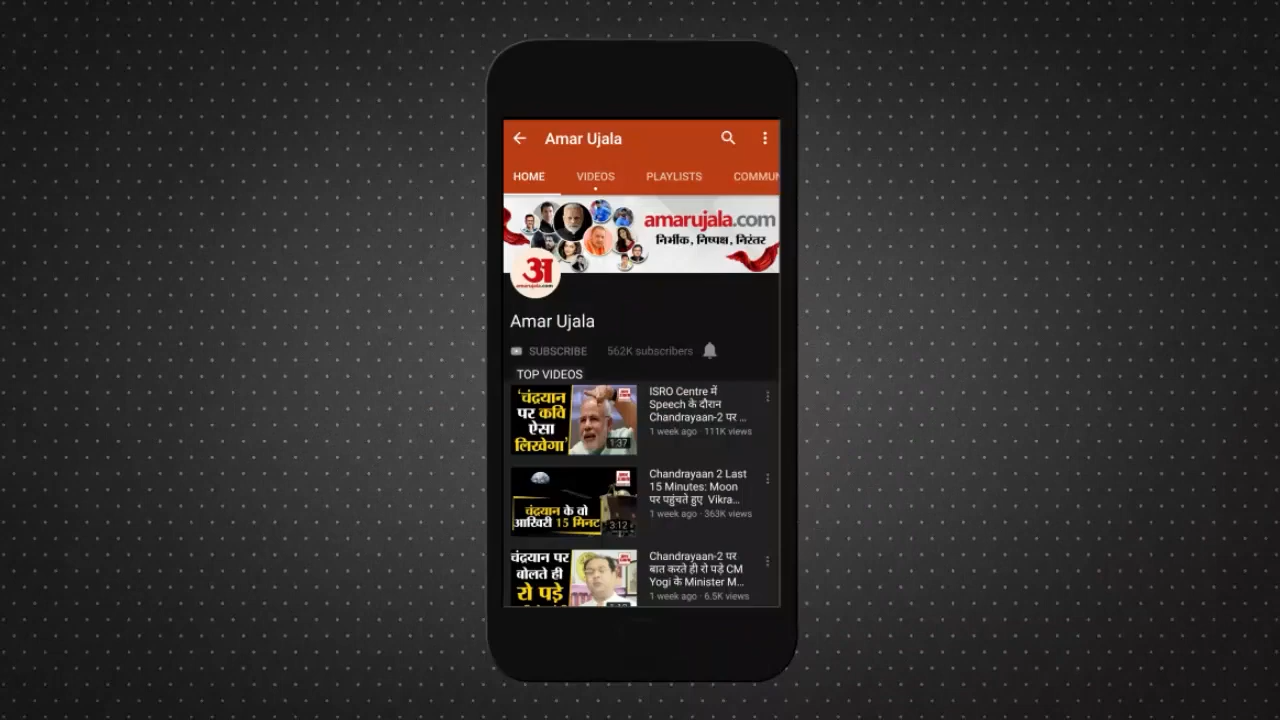 Amar Ujala
HOME VIDEOS PLAYLISTS COMMUN
amarujala.com
निर्भीक, निष्पक्ष, निरंतर
अ
amarujala.com
Amar Ujala
SUBSCRIBE 562K subscribers
TOP VIDEOS
'चंद्रयान
पर कवि
ऐसा
लिखेगा'
1:37
ISRO Centre में
Speech के दौरान
Chandrayaan-2 पर ...
1 week ago · 111K views
चंद्रयान के वो
आखिरी 15 मिनट
3:12
Chandrayaan 2 Last
15 Minutes: Moon
पर पहुंचते हुए Vikra...
1 week ago · 363K views
चंद्रयान पर
बोलते ही
रो पड़े
Chandrayaan-2 पर
बात करते ही रो पड़े CM
Yogi के Minister M...
1 week ago · 6.5K views